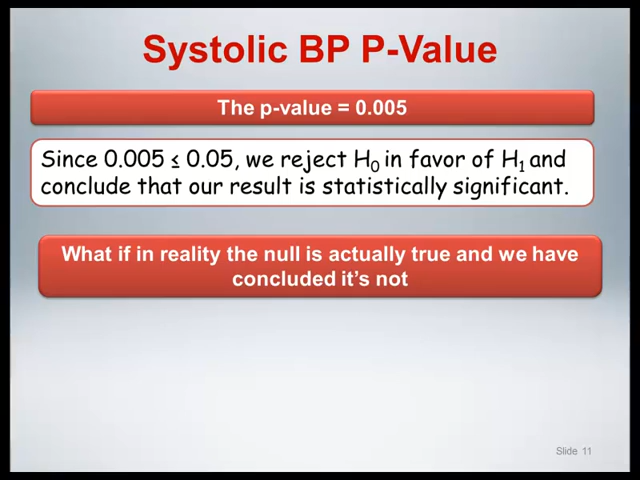 Systolic BP P-Value
The p-value = 0.005
Since 0.005 ≤ 0.05, we reject H₀ in favor of H₁ and
conclude that our result is statistically significant.
What if in reality the null is actually true and we have
concluded it's not
Slide 11